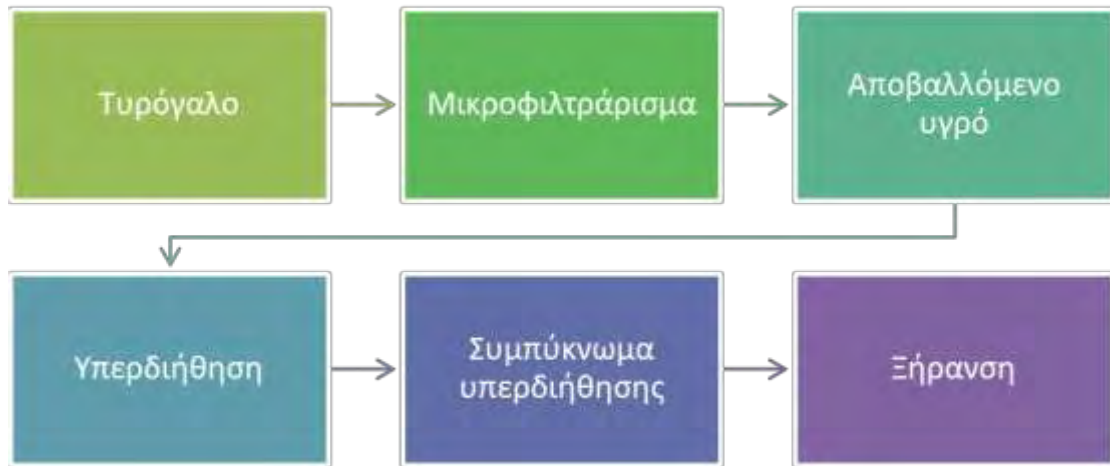 Τυρόγαλο
Μικροφιλτράρισμα
Αποβαλλόμενο
υγρό
Υπερδιήθηση
Συμπύκνωμα
υπερδιήθησης
Ξήρανση